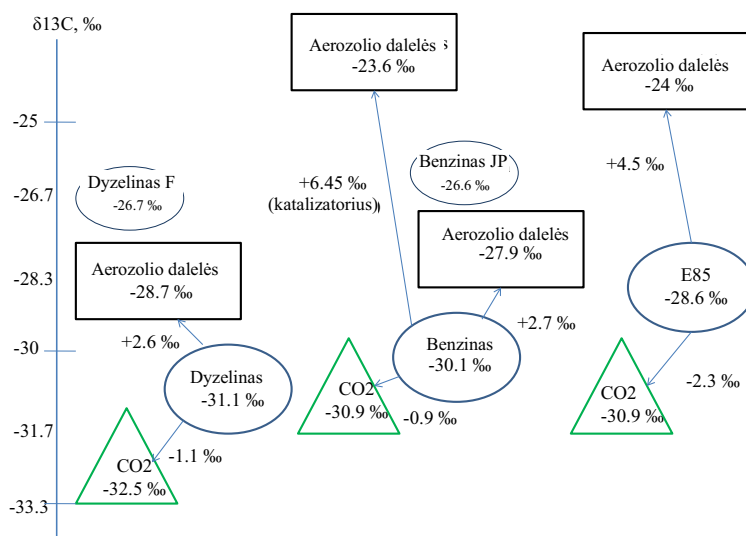 δ13C, ‰
-25
-26.7
-28.3
-30
-31.7
-33.3
Dyzelinas F
-26.7 ‰
Aerozolio dalelės
-28.7 ‰
+2.6 ‰
Dyzelinas
-31.1 ‰
-1.1 ‰
CO2
-32.5 ‰
Aerozolio dalelės s
-23.6 ‰
+6.45 ‰
(katalizatorius)
Benzinas JP
-26.6 ‰
Aerozolio dalelės
-27.9 ‰
+2.7 ‰
Benzinas
-30.1 ‰
-0.9 ‰
CO2
-30.9 ‰
Aerozolio dalelės
-24 ‰
+4.5 ‰
E85
-28.6 ‰
-2.3 ‰
CO2
-30.9 ‰